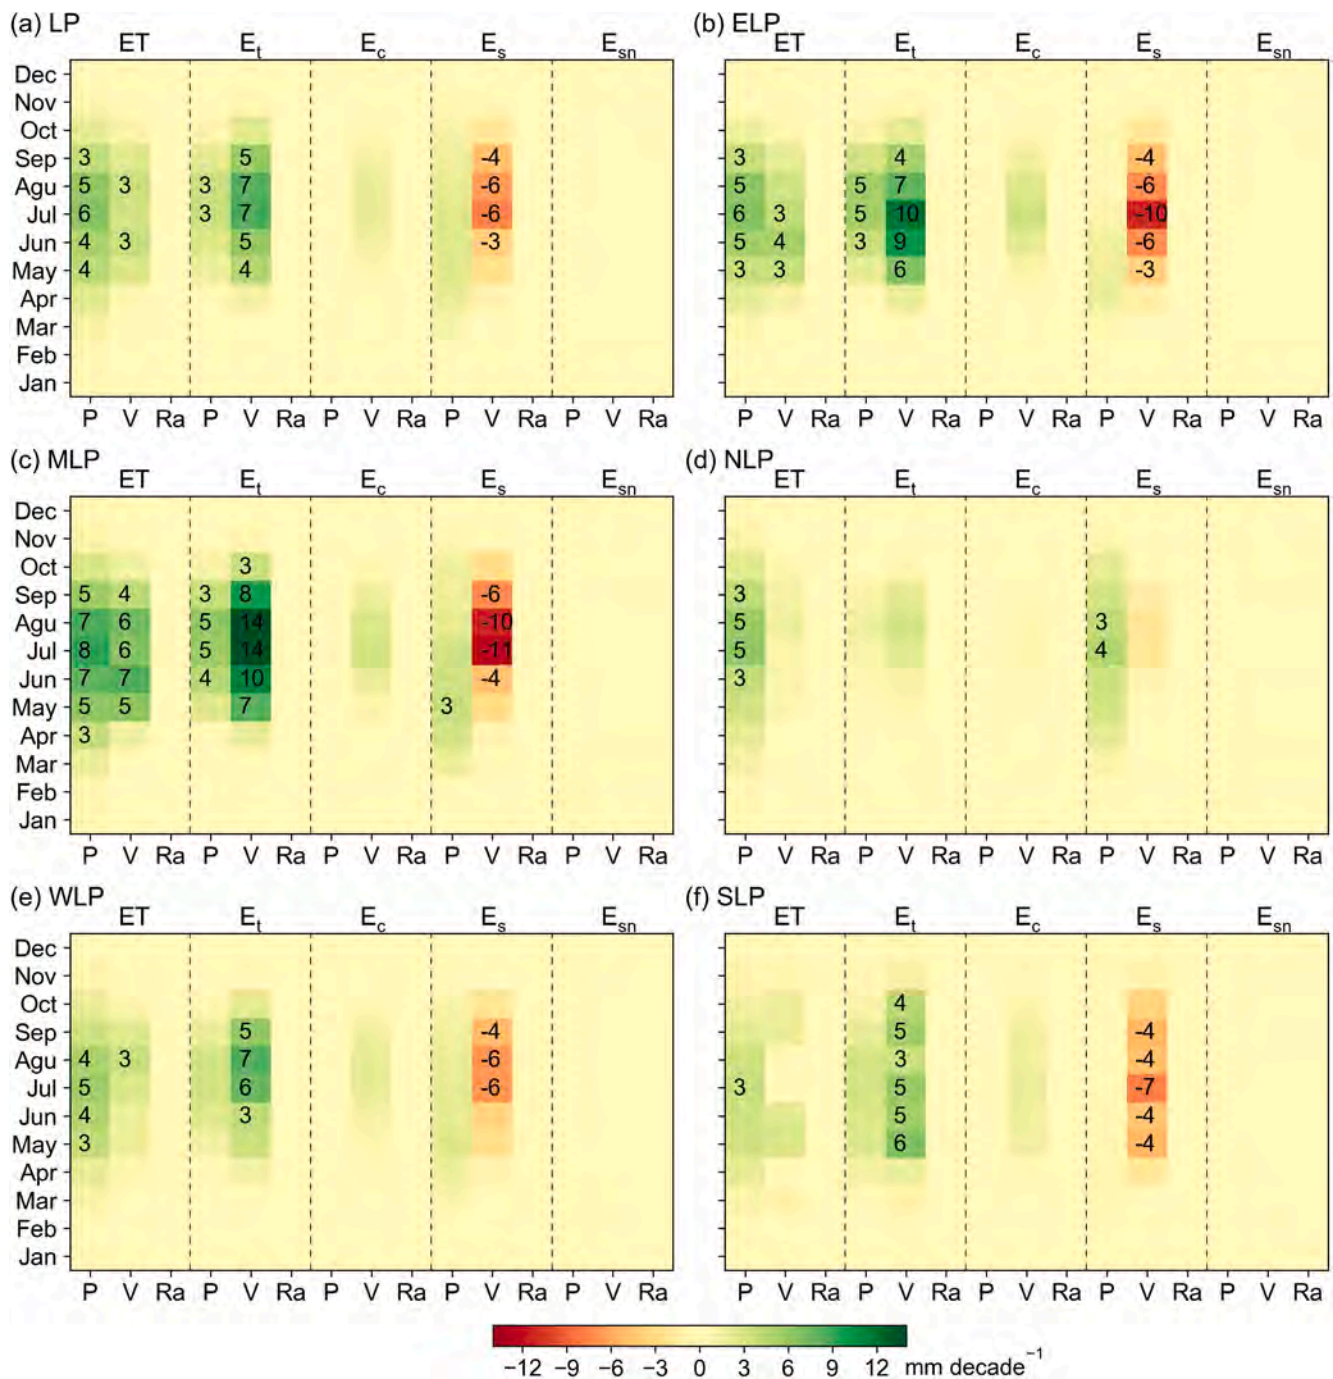 (a) LP (b) ELP
ET Et Ec Es Esn ET Et Ec Es Esn
Dec
Nov
Oct
Sep 3 5 -4 3 4 -4
Agu 5 3 3 7 -6 5 5 7 -6
Jul 6 3 7 -6 6 3 5 10 -10
Jun 4 3 5 -3 5 4 3 9 -6
May 4 4 3 3 6 -3
Apr
Mar
Feb
Jan
P V Ra P V Ra P V Ra P V Ra P V Ra P V Ra P V Ra P V Ra P V Ra P V Ra
(c) MLP (d) NLP
ET Et Ec Es Esn ET Et Ec Es Esn
Dec
Nov
Oct 3
Sep 5 4 3 8 -6 3
Agu 7 6 5 14 -10 5 3
Jul 8 6 5 14 -11 5 4
Jun 7 7 4 10 -4 3
May 5 5 7 3
Apr 3
Mar
Feb
Jan
P V Ra P V Ra P V Ra P V Ra P V Ra P V Ra P V Ra P V Ra P V Ra P V Ra
(e) WLP (f) SLP
ET Et Ec Es Esn ET Et Ec Es Esn
Dec
Nov
Oct 4
Sep 5 -4 5 -4
Agu 4 3 7 -6 3 -4
Jul 5 6 -6 3 5 -7
Jun 4 3 5 -4
May 3 6 -4
Apr
Mar
Feb
Jan
P V Ra P V Ra P V Ra P V Ra P V Ra P V Ra P V Ra P V Ra P V Ra P V Ra
−12 −9 −6 −3 0 3 6 9 12 mm decade−1